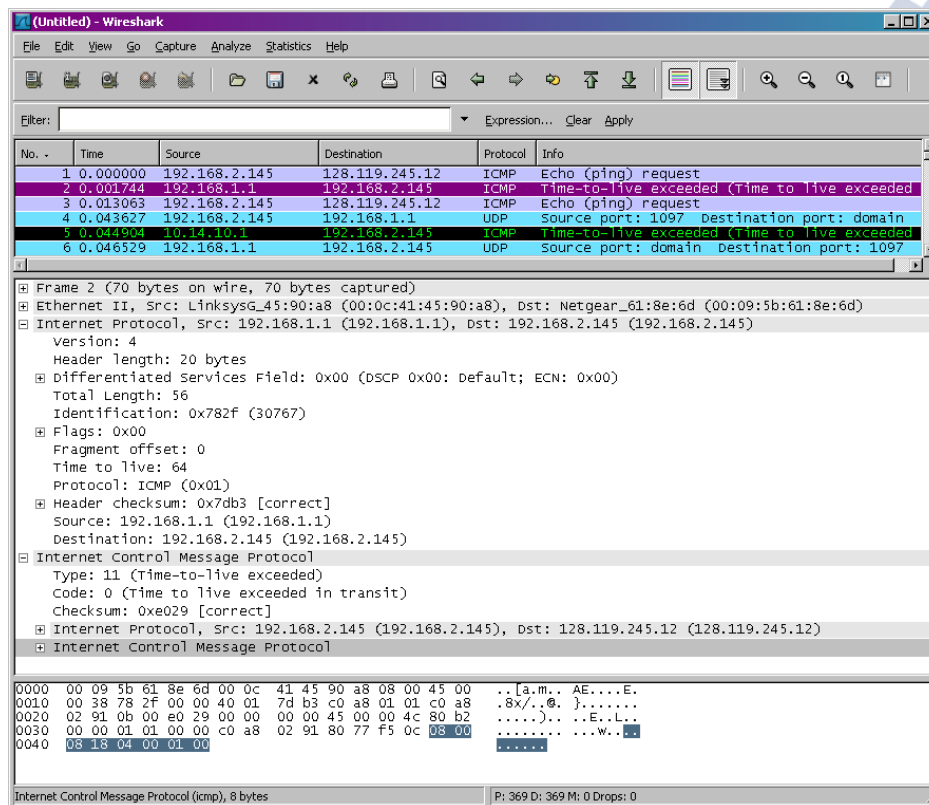 (Untitled) - Wireshark
File Edit View Go Capture Analyze Statistics Help
Filter: Expression... Clear Apply
No. Time Source Destination Protocol Info
1 0.000000 192.168.2.145 128.119.245.12 ICMP Echo (ping) request
2 0.001744 192.168.1.1 192.168.2.145 ICMP Time-to-live exceeded (Time to live exceeded
3 0.013063 192.168.2.145 128.119.245.12 ICMP Echo (ping) request
4 0.043627 192.168.2.145 192.168.1.1 UDP Source port: 1097 Destination port: domain
5 0.044904 10.14.10.1 192.168.2.145 ICMP Time-to-live exceeded (Time to live exceeded
6 0.046529 192.168.1.1 192.168.2.145 UDP Source port: domain Destination port: 1097
Frame 2 (70 bytes on wire, 70 bytes captured)
Ethernet II, Src: LinksysG_45:90:a8 (00:0c:41:45:90:a8), Dst: Netgear_61:8e:6d (00:09:5b:61:8e:6d)
Internet Protocol, Src: 192.168.1.1 (192.168.1.1), Dst: 192.168.2.145 (192.168.2.145)
Version: 4
Header length: 20 bytes
Differentiated Services Field: 0x00 (DSCP 0x00: Default; ECN: 0x00)
Total Length: 56
Identification: 0x782f (30767)
Flags: 0x00
Fragment offset: 0
Time to live: 64
Protocol: ICMP (0x01)
Header checksum: 0x7db3 [correct]
Source: 192.168.1.1 (192.168.1.1)
Destination: 192.168.2.145 (192.168.2.145)
Internet Control Message Protocol
Type: 11 (Time-to-live exceeded)
Code: 0 (Time to live exceeded in transit)
Checksum: 0xe029 [correct]
Internet Protocol, Src: 192.168.2.145 (192.168.2.145), Dst: 128.119.245.12 (128.119.245.12)
Internet Control Message Protocol
0000 00 09 5b 61 8e 6d 00 0c 41 45 90 a8 08 00 45 00 ..[a.m.. AE....E.
0010 00 38 78 2f 00 00 40 01 7d b3 c0 a8 01 01 c0 a8 .8x/..@. }.......
0020 02 91 0b 00 e0 29 00 00 00 00 45 00 00 4c 80 b2 .....).. ..E..L..
0030 00 00 01 01 00 00 c0 a8 02 91 80 77 f5 0c 08 00 ........ ...w....
0040 08 18 04 00 01 00 ......
Internet Control Message Protocol (icmp), 8 bytes P: 369 D: 369 M: 0 Drops: 0